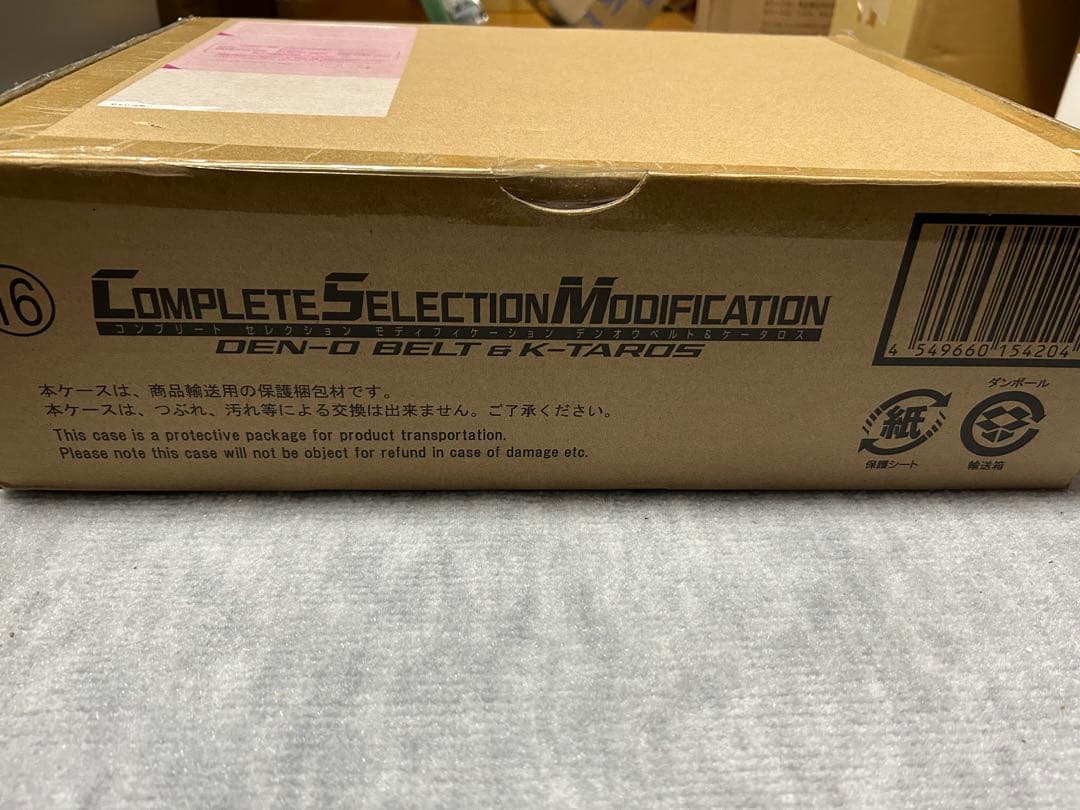 16
COMPLETE SELECTION MODIFICATION
コンプリート セレクション モディフィケーション デンオウベルト&ケータロス
DEN-O BELT & K-TAROS
本ケースは、商品輸送用の保護梱包材です。
本ケースは、つぶれ、汚れ等による交換は出来ません。ご了承ください。
This case is a protective package for product transportation.
Please note this case will not be object for refund in case of damage etc.
4 549660 154204
ダンボール
紙
保護シート
輸送箱